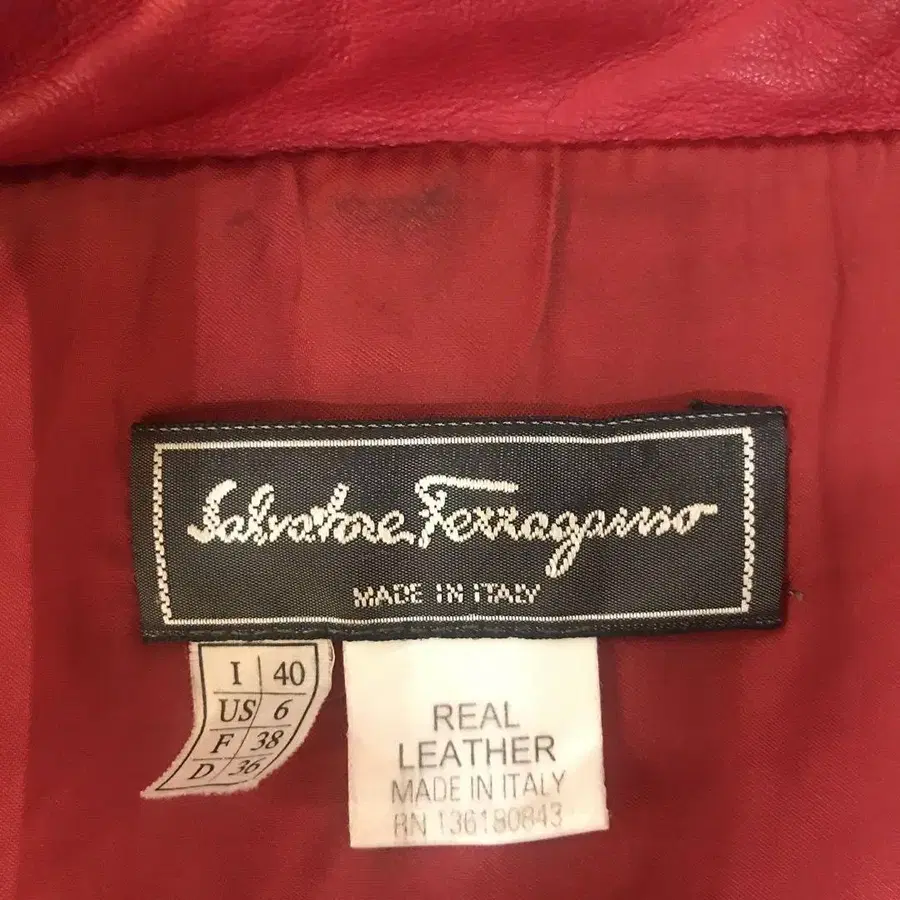 Salvatore Ferragamo
MADE IN ITALY
I 40
US 6
F 38
D 36
REAL
LEATHER
MADE IN ITALY
RN 136180843